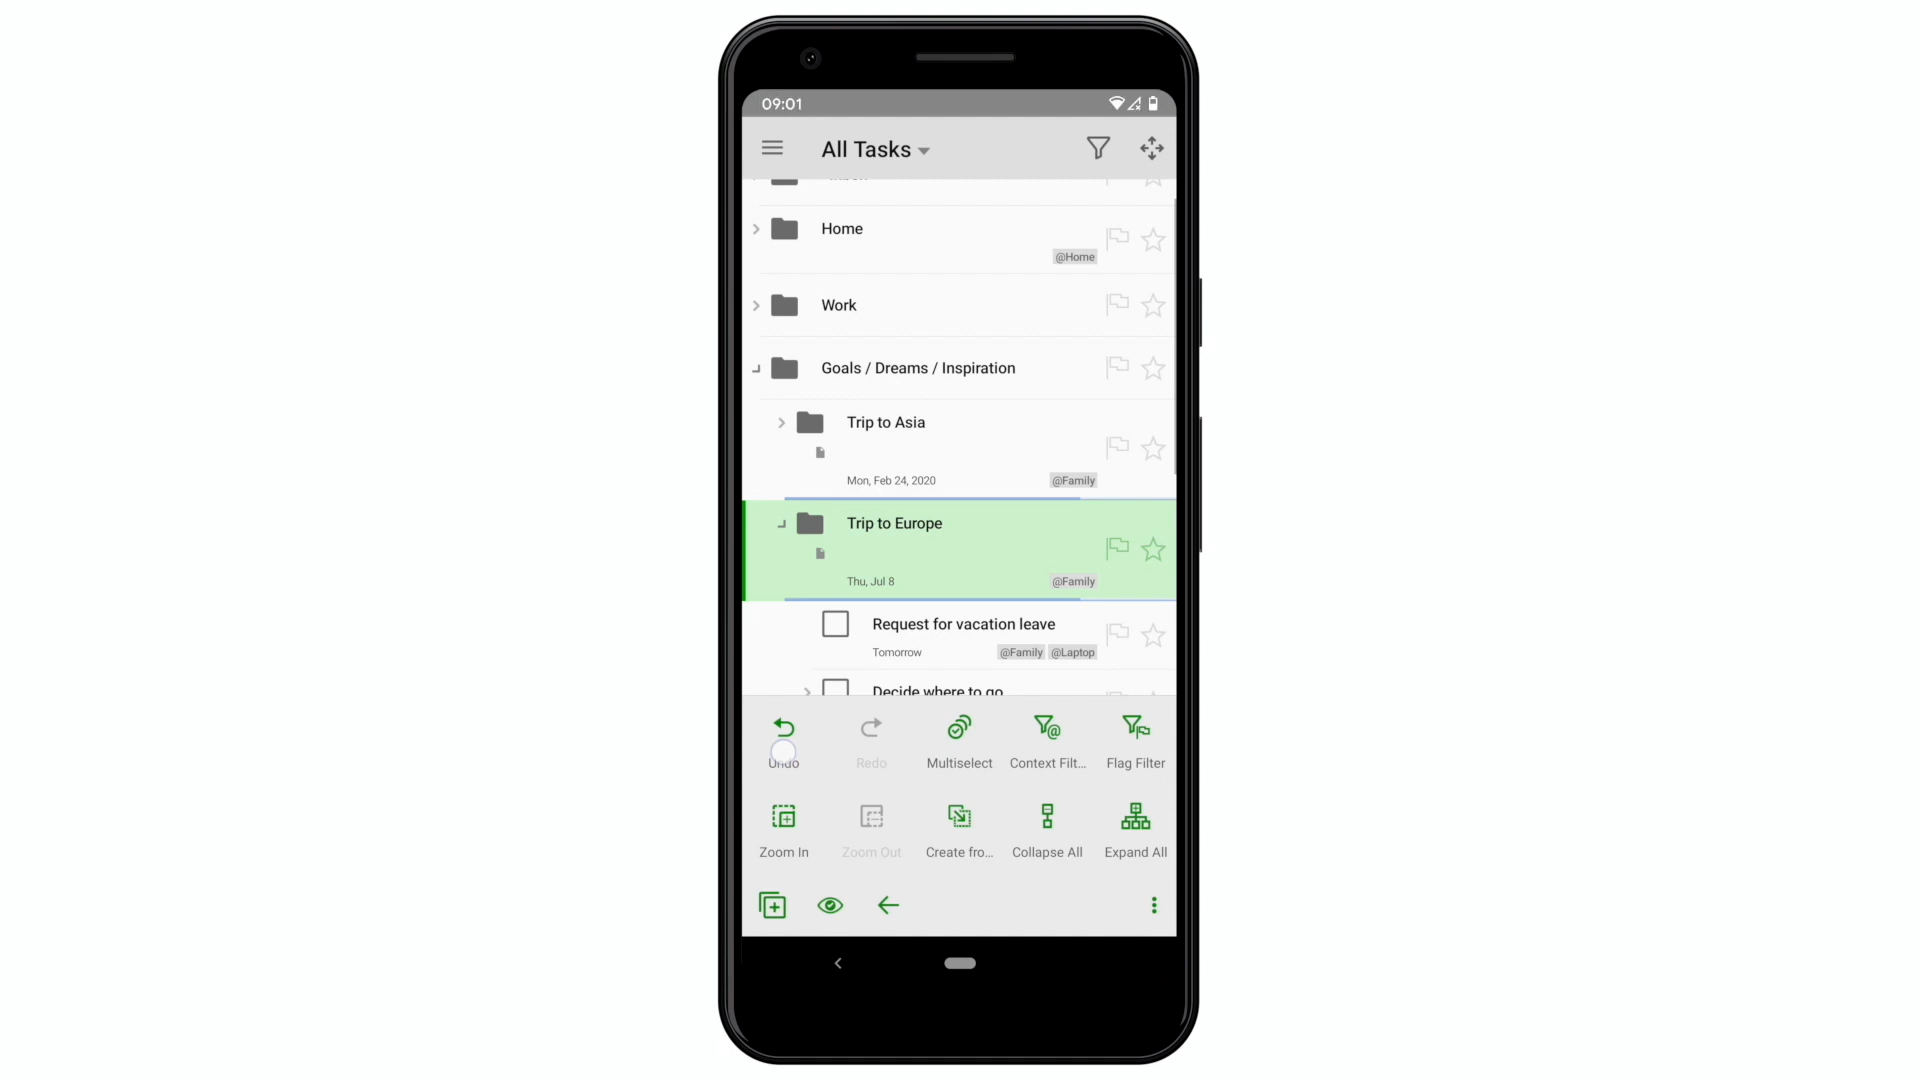 09:01
All Tasks
Home
@Home
Work
Goals / Dreams / Inspiration
Trip to Asia
Mon, Feb 24, 2020 @Family
Trip to Europe
Thu, Jul 8 @Family
Request for vacation leave
Tomorrow @Family @Laptop
Decide where to go
Undo Redo Multiselect Context Filt... Flag Filter
Zoom In Zoom Out Create fro... Collapse All Expand All